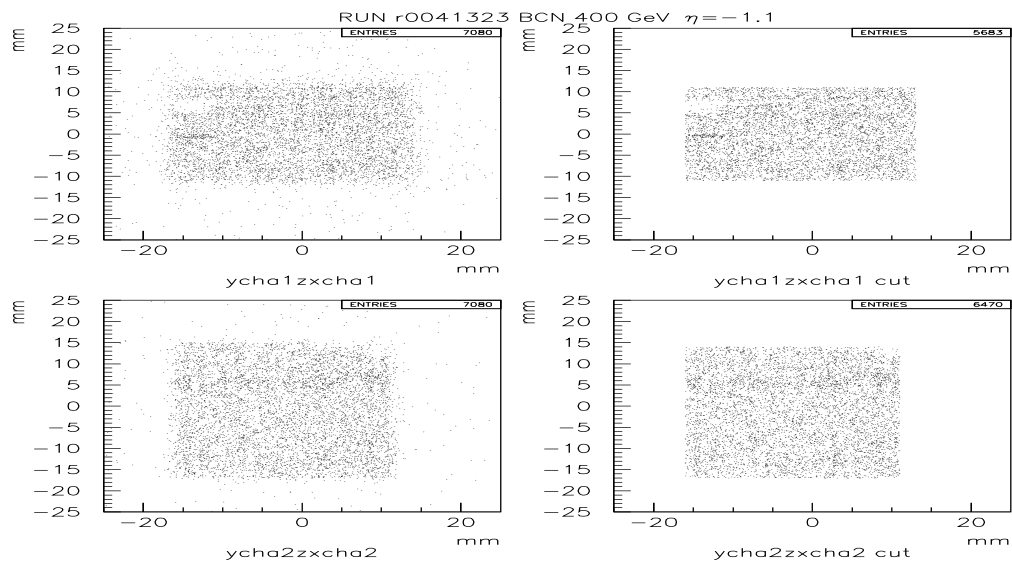 RUN r0041323 BCN 400 GeV η=−1.1
ENTRIES 7080
mm
25
20
15
10
5
0
−5
−10
−15
−20
−25
−20 0 20
mm
ycha1zxcha1
ENTRIES 5683
mm
25
20
15
10
5
0
−5
−10
−15
−20
−25
−20 0 20
mm
ycha1zxcha1 cut
ENTRIES 7080
mm
25
20
15
10
5
0
−5
−10
−15
−20
−25
−20 0 20
mm
ycha2zxcha2
ENTRIES 6470
mm
25
20
15
10
5
0
−5
−10
−15
−20
−25
−20 0 20
mm
ycha2zxcha2 cut